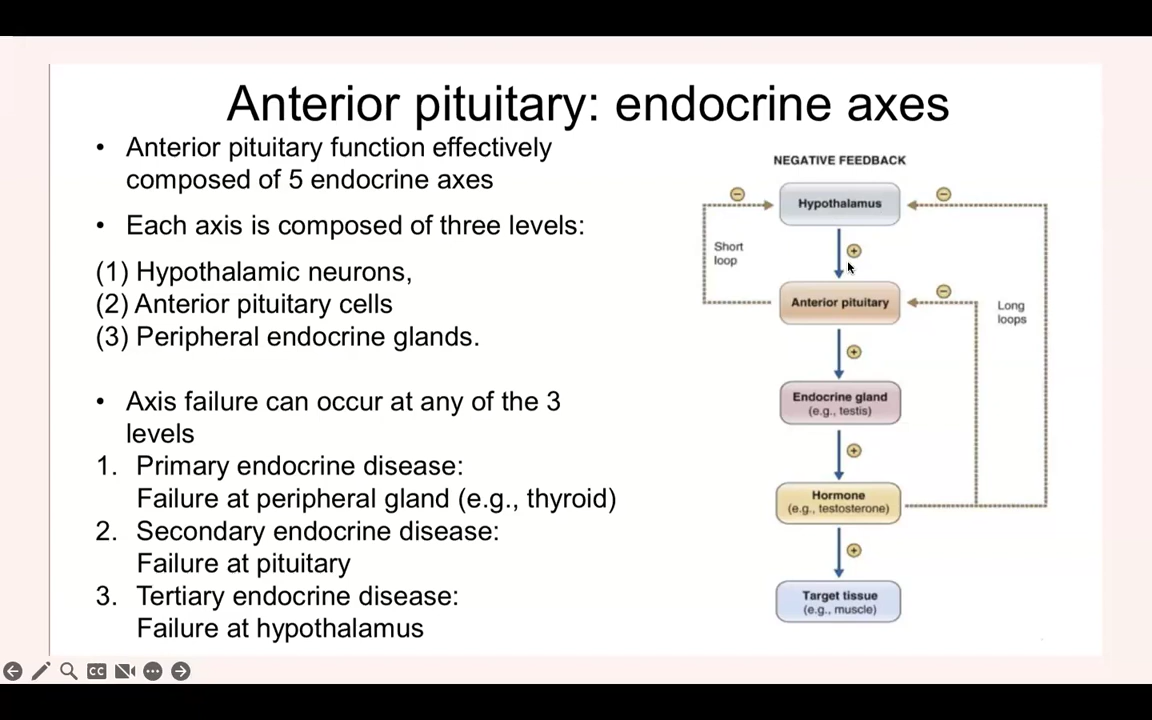 Anterior pituitary: endocrine axes
• Anterior pituitary function effectively
composed of 5 endocrine axes
• Each axis is composed of three levels:
(1) Hypothalamic neurons,
(2) Anterior pituitary cells
(3) Peripheral endocrine glands.
• Axis failure can occur at any of the 3
levels
1. Primary endocrine disease:
Failure at peripheral gland (e.g., thyroid)
2. Secondary endocrine disease:
Failure at pituitary
3. Tertiary endocrine disease:
Failure at hypothalamus
NEGATIVE FEEDBACK
−
−
Hypothalamus
Short
loop
+
−
Anterior pituitary
Long
loops
+
Endocrine gland
(e.g., testis)
+
Hormone
(e.g., testosterone)
+
Target tissue
(e.g., muscle)
CC